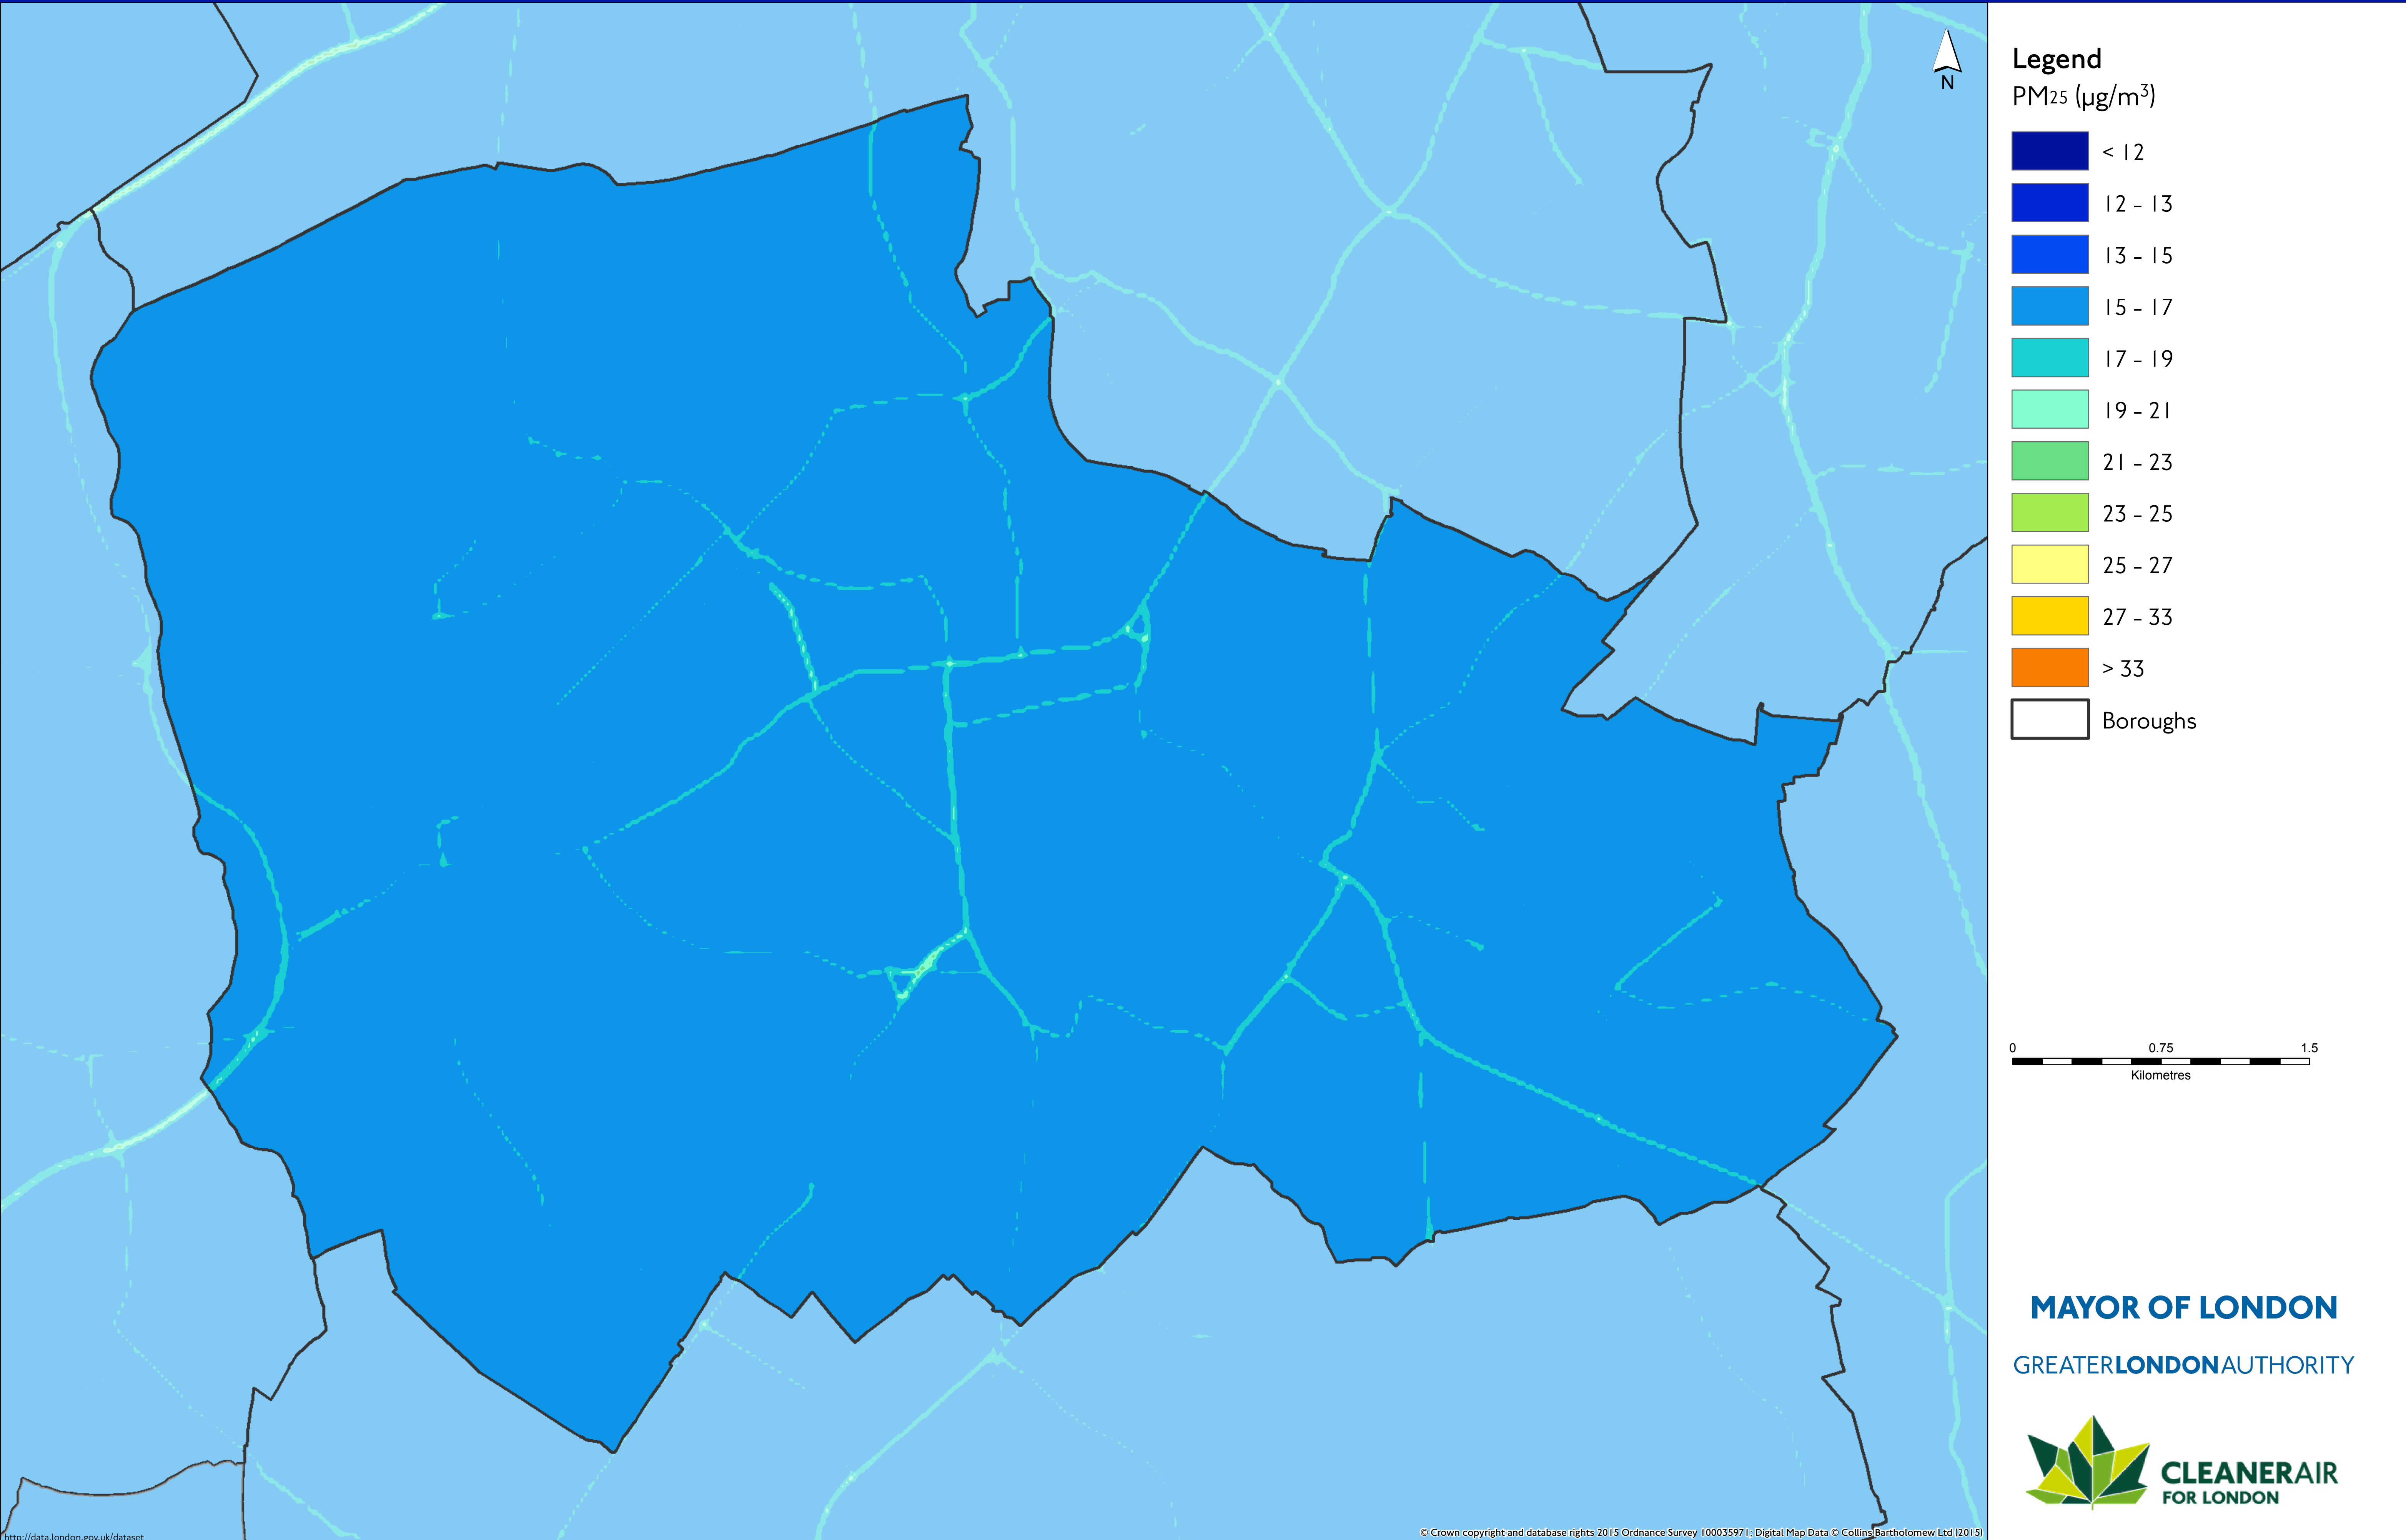 N
Legend
PM25 (µg/m3)
< 12
12 - 13
13 - 15
15 - 17
17 - 19
19 - 21
21 - 23
23 - 25
25 - 27
27 - 33
> 33
Boroughs
0 0.75 1.5
Kilometres
MAYOR OF LONDON
GREATERLONDONAUTHORITY
CLEANERAIR
FOR LONDON
http://data.london.gov.uk/dataset
© Crown copyright and database rights 2015 Ordnance Survey 100035971; Digital Map Data © Collins Bartholomew Ltd (2015)